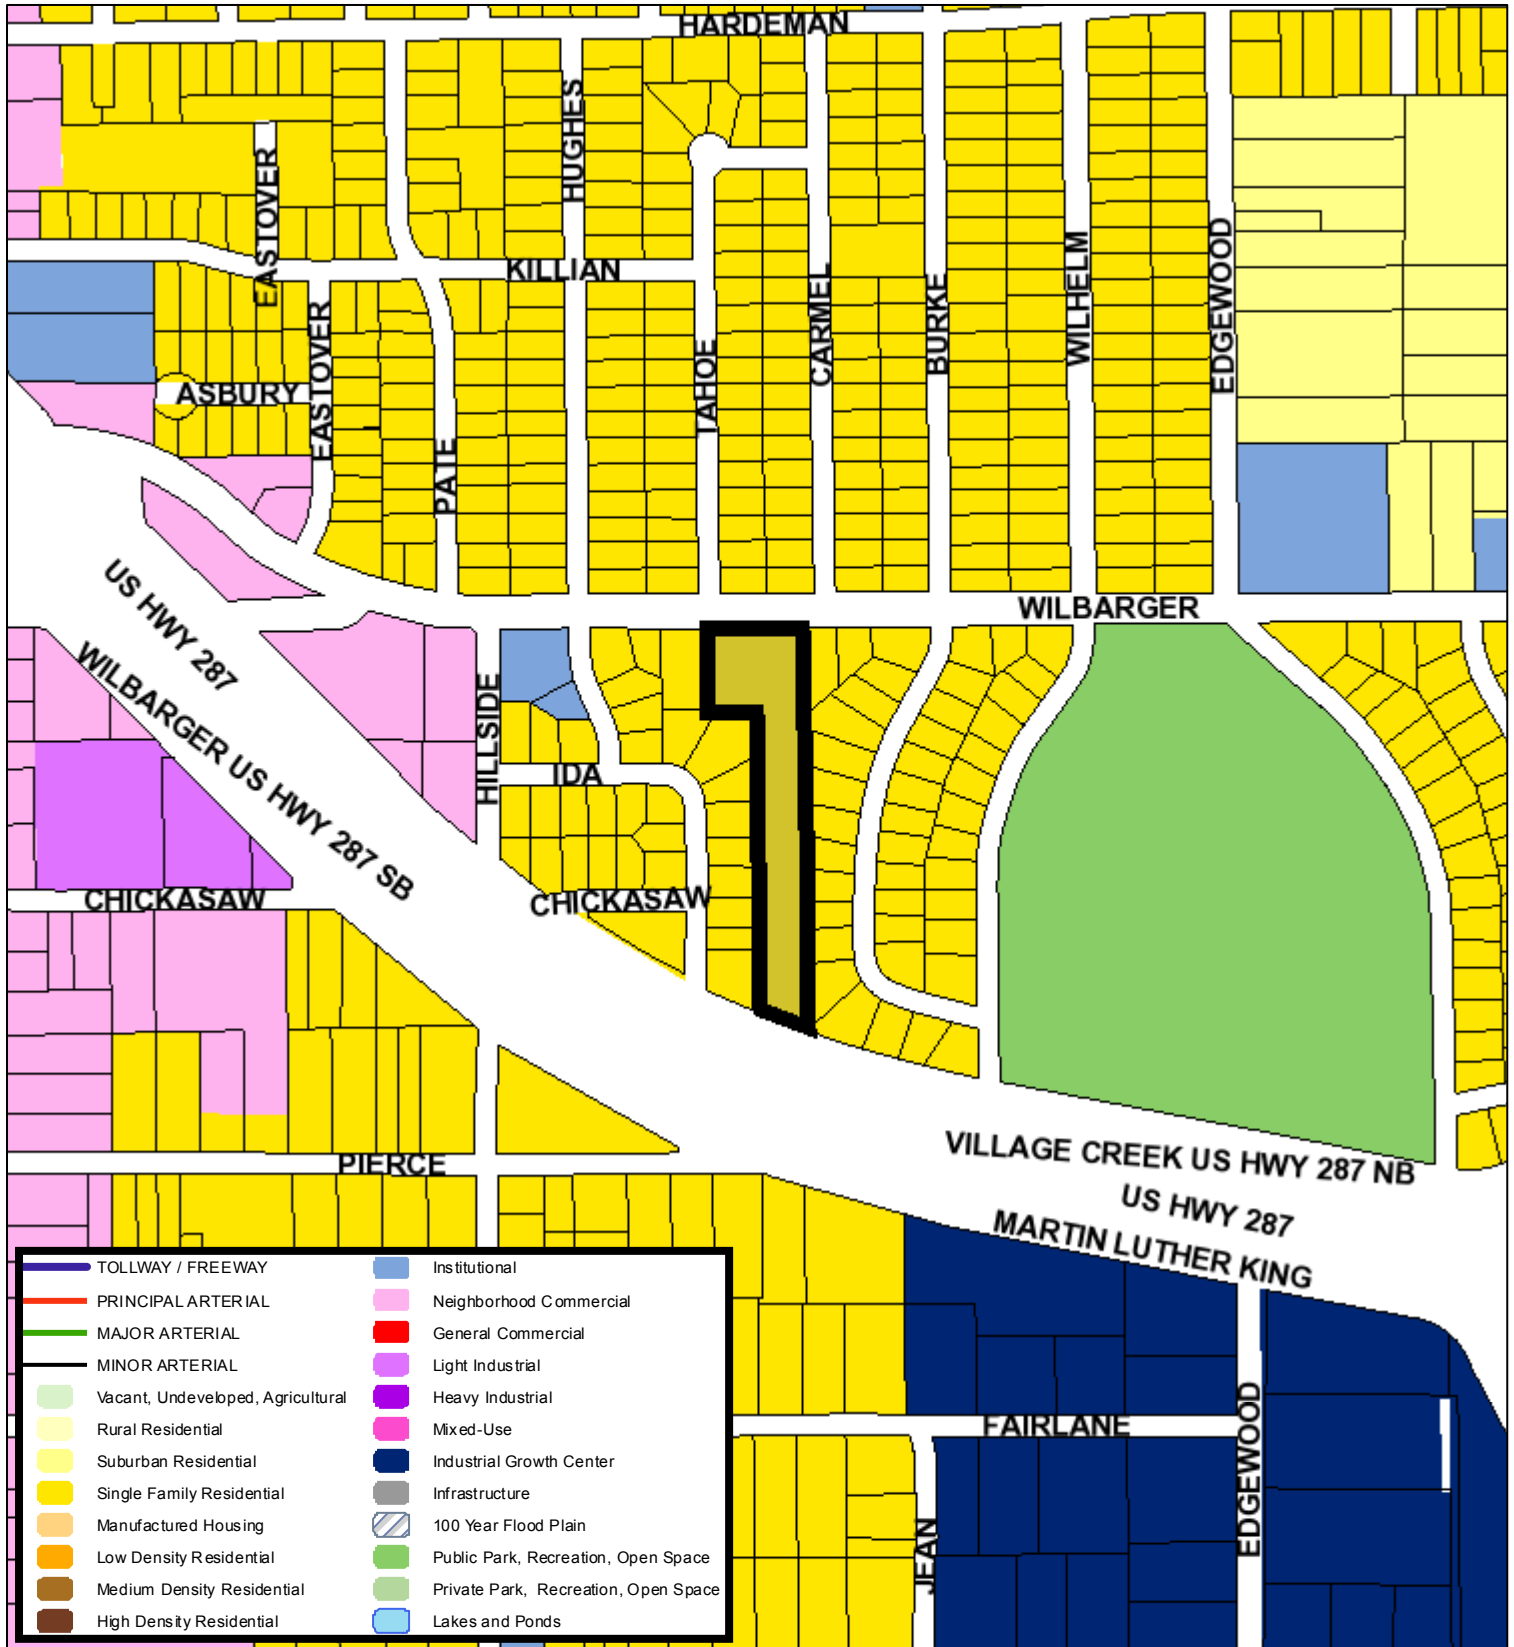 HARDEMAN
HUGHES
EASTOVER
KILLIAN
WILHELM
EDGEWOOD
CARMEL
BURKE
EASTOVER
TAHOE
ASBURY
PATE
WILBARGER
US HWY 287
WILBARGER US HWY 287 SB
HILLSIDE
IDA
CHICKASAW
CHICKASAW
PIERCE
VILLAGE CREEK US HWY 287 NB
US HWY 287
MARTIN LUTHER KING
FAIRLANE
EDGEWOOD
JEAN
TOLLWAY / FREEWAY
PRINCIPAL ARTERIAL
MAJOR ARTERIAL
MINOR ARTERIAL
Vacant, Undeveloped, Agricultural
Rural Residential
Suburban Residential
Single Family Residential
Manufactured Housing
Low Density Residential
Medium Density Residential
High Density Residential
Institutional
Neighborhood Commercial
General Commercial
Light Industrial
Heavy Industrial
Mixed-Use
Industrial Growth Center
Infrastructure
100 Year Flood Plain
Public Park, Recreation, Open Space
Private Park, Recreation, Open Space
Lakes and Ponds